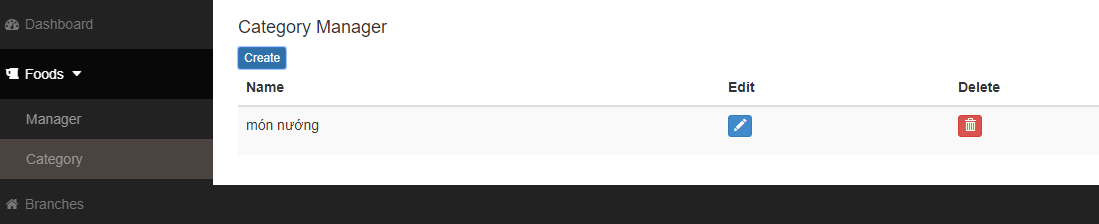 Dashboard
Foods
Manager
Category
Branches
Category Manager
Create
Name Edit Delete
món nướng